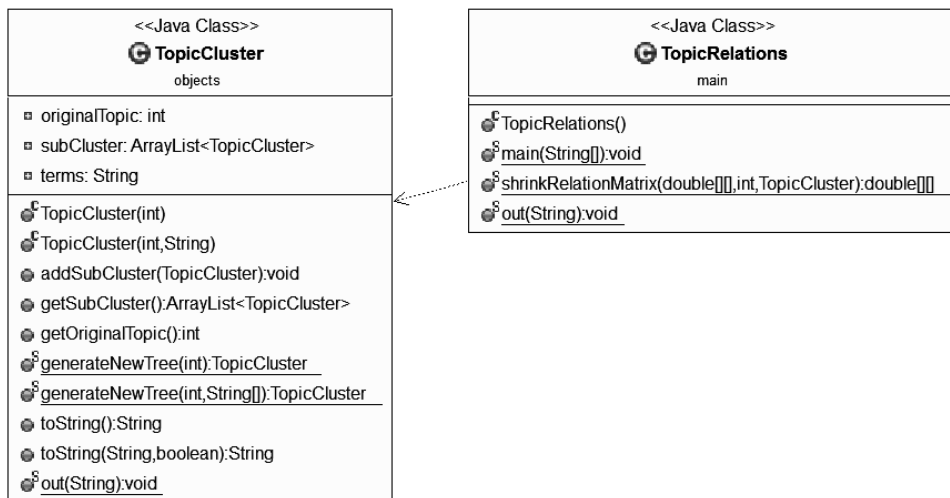 <<Java Class>>
TopicCluster
objects
originalTopic: int
subCluster: ArrayList<TopicCluster>
terms: String
TopicCluster(int)
TopicCluster(int,String)
addSubCluster(TopicCluster):void
getSubCluster():ArrayList<TopicCluster>
getOriginalTopic():int
generateNewTree(int):TopicCluster
generateNewTree(int,String[]):TopicCluster
toString():String
toString(String,boolean):String
out(String):void
<<Java Class>>
TopicRelations
main
TopicRelations()
main(String[]):void
shrinkRelationMatrix(double[][],int,TopicCluster):double[][]
out(String):void